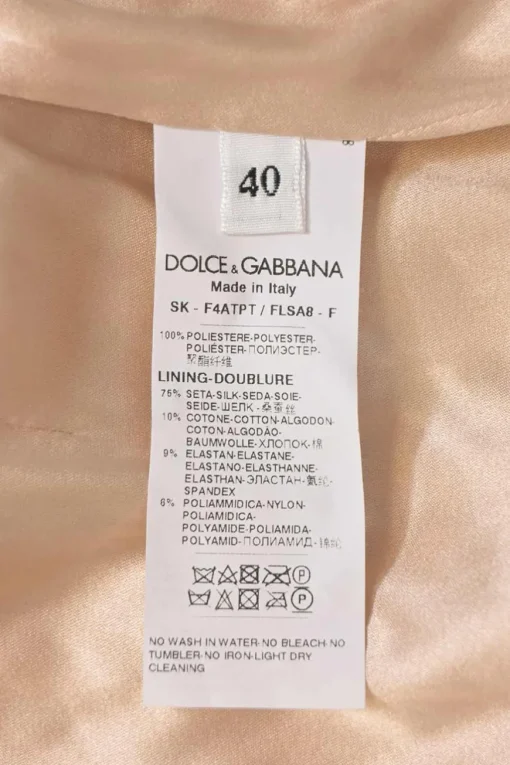 8
40
DOLCE & GABBANA
Made in Italy
SK - F4ATPT / FLSA8 - F
100% POLIESTERE-POLYESTER-
POLIÉSTER-ПОЛИЭСТЕР-
聚酯纤维
LINING-DOUBLURE
75% SETA-SILK-SEDA-SOIE-
SEIDE-ШЕЛК-桑蚕丝
10% COTONE-COTTON-ALGODON-
COTON-ALGODÃO-
BAUMWOLLE-ХЛОПОК-棉
9% ELASTAN-ELASTANE-
ELASTANO-ELASTHANNE-
ELASTHAN-ЭЛАСТАН-氨纶-
SPANDEX
6% POLIAMMIDICA-NYLON-
POLIAMIDICA-
POLYAMIDE-POLIAMIDA-
POLYAMID-ПОЛИАМИД-锦纶
P
P
NO WASH IN WATER-NO BLEACH-NO
TUMBLER-NO IRON-LIGHT DRY
CLEANING